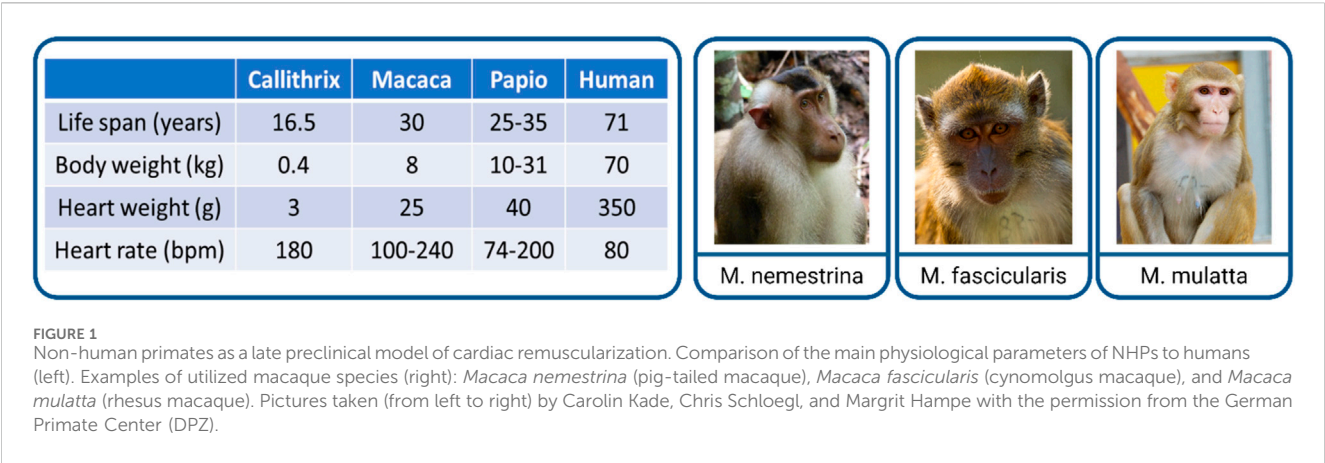 Callithrix Macaca Papio Human
Life span (years) 16.5 30 25-35 71
Body weight (kg) 0.4 8 10-31 70
Heart weight (g) 3 25 40 350
Heart rate (bpm) 180 100-240 74-200 80
M. nemestrina
M. fascicularis
M. mulatta
FIGURE 1
Non-human primates as a late preclinical model of cardiac remuscularization. Comparison of the main physiological parameters of NHPs to humans
(left). Examples of utilized macaque species (right): Macaca nemestrina (pig-tailed macaque), Macaca fascicularis (cynomolgus macaque), and Macaca
mulatta (rhesus macaque). Pictures taken (from left to right) by Carolin Kade, Chris Schloegl, and Margrit Hampe with the permission from the German
Primate Center (DPZ).